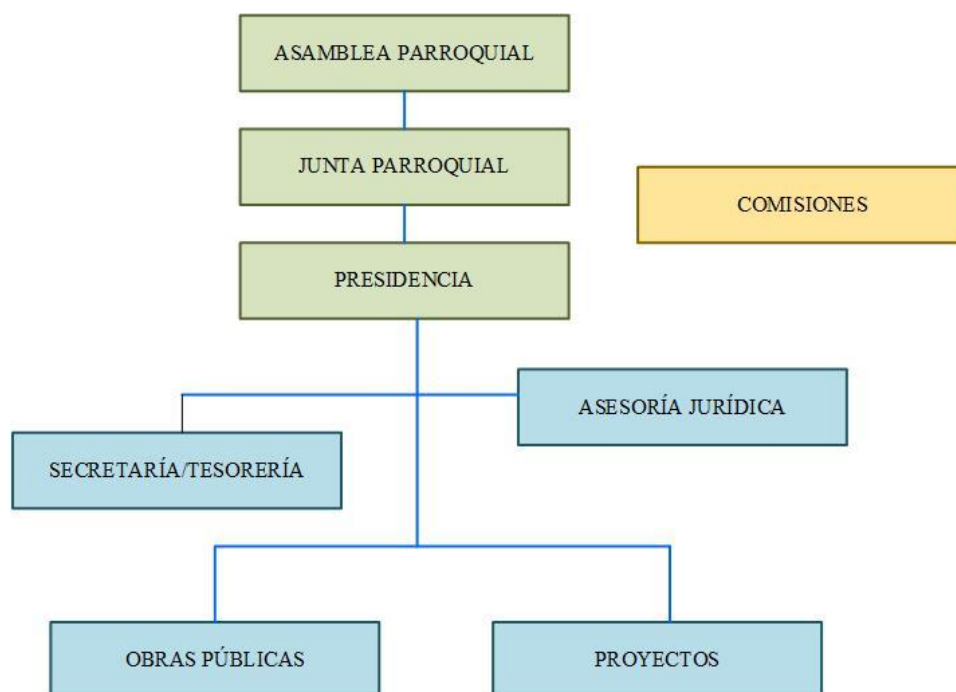 ASAMBLEA PARROQUIAL
JUNTA PARROQUIAL
COMISIONES
PRESIDENCIA
ASESORÍA JURÍDICA
SECRETARÍA/TESORERÍA
OBRAS PÚBLICAS
PROYECTOS